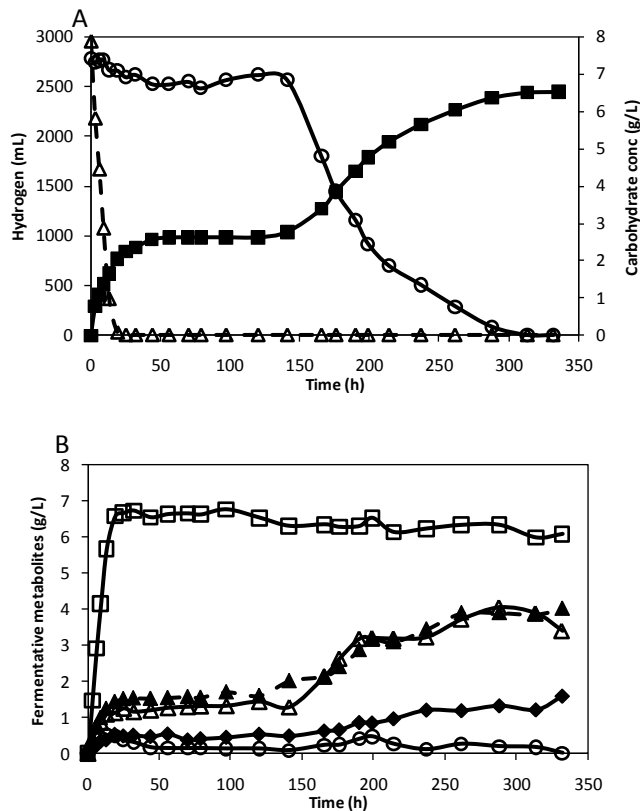 A
3000
2500
2000
1500
1000
500
0
Hydrogen (mL)
8
7
6
5
4
3
2
1
0
Carbohydrate conc (g/L)
0 50 100 150 200 250 300 350
Time (h)
B
8
7
6
5
4
3
2
1
0
Fermentative metabolites (g/L)
0 50 100 150 200 250 300 350
Time (h)